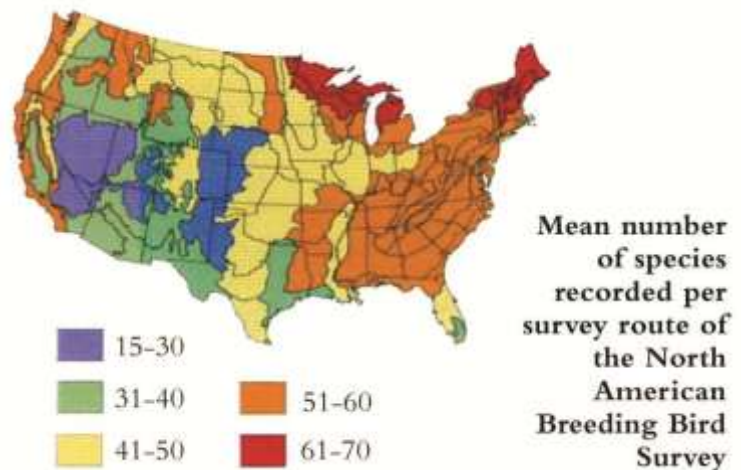 Mean number
of species
recorded per
survey route of
the North
American
Breeding Bird
Survey
15-30
31-40
41-50
51-60
61-70